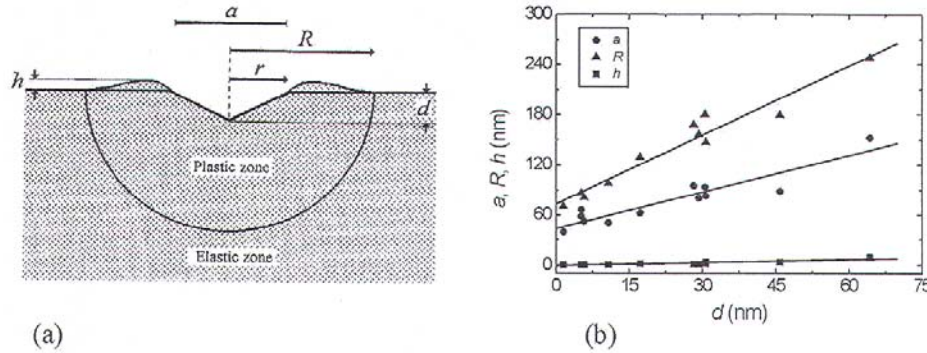 a
R
r
h
d
Plastic zone
Elastic zone
(a)
300
240
180
120
60
0
a, R, h (nm)
a
R
h
0 15 30 45 60 75
d (nm)
(b)